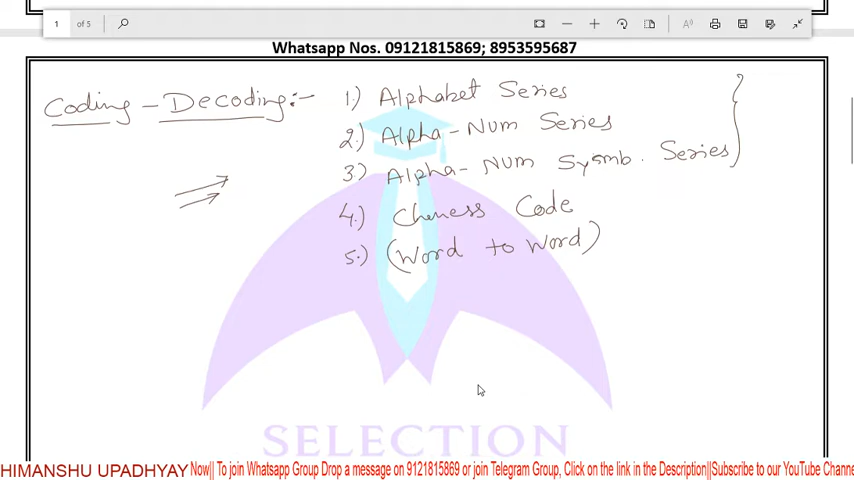 1 of 5
Whatsapp Nos. 09121815869; 8953595687
Coding - Decoding:- 1) Alphabet Series
2.) Alpha-Num Series
3.) Alpha-Num Symb. Series
4.) Chiness Code
5.) (Word to Word)
SELECTION
HIMANSHU UPADHYAY Now|| To join Whatsapp Group Drop a message on 9121815869 or join Telegram Group, Click on the link in the Description||Subscribe to our YouTube Channe